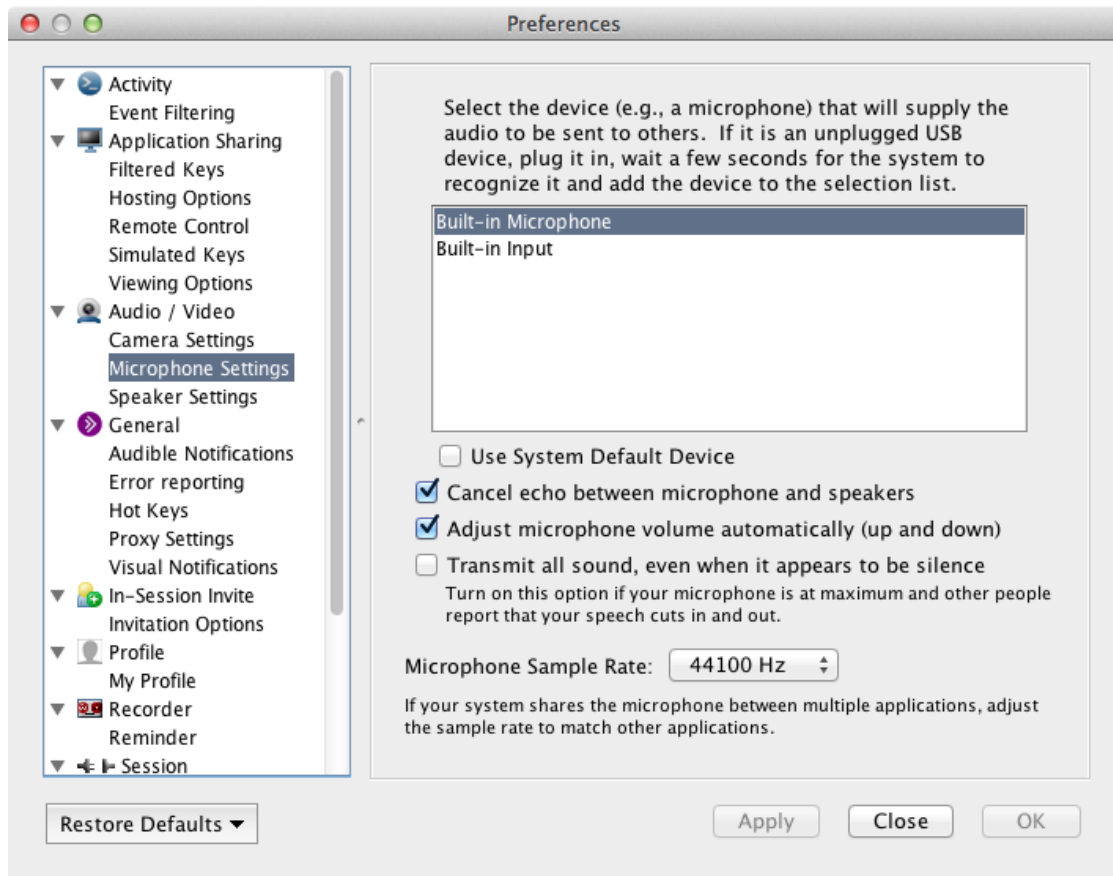 Preferences
Activity
Event Filtering
Application Sharing
Filtered Keys
Hosting Options
Remote Control
Simulated Keys
Viewing Options
Audio / Video
Camera Settings
Microphone Settings
Speaker Settings
General
Audible Notifications
Error reporting
Hot Keys
Proxy Settings
Visual Notifications
In-Session Invite
Invitation Options
Profile
My Profile
Recorder
Reminder
Session
Restore Defaults
Select the device (e.g., a microphone) that will supply the
audio to be sent to others.  If it is an unplugged USB
device, plug it in, wait a few seconds for the system to
recognize it and add the device to the selection list.
Built-in Microphone
Built-in Input
Use System Default Device
Cancel echo between microphone and speakers
Adjust microphone volume automatically (up and down)
Transmit all sound, even when it appears to be silence
Turn on this option if your microphone is at maximum and other people
report that your speech cuts in and out.
Microphone Sample Rate: 44100 Hz
If your system shares the microphone between multiple applications, adjust
the sample rate to match other applications.
Apply Close OK